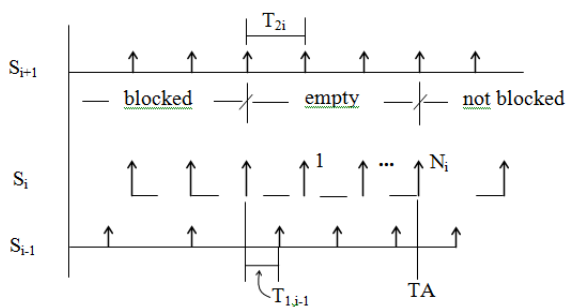 T2i
Si+1
blocked
empty
not blocked
Si
1
...
Ni
Si-1
T1,i-1
TA